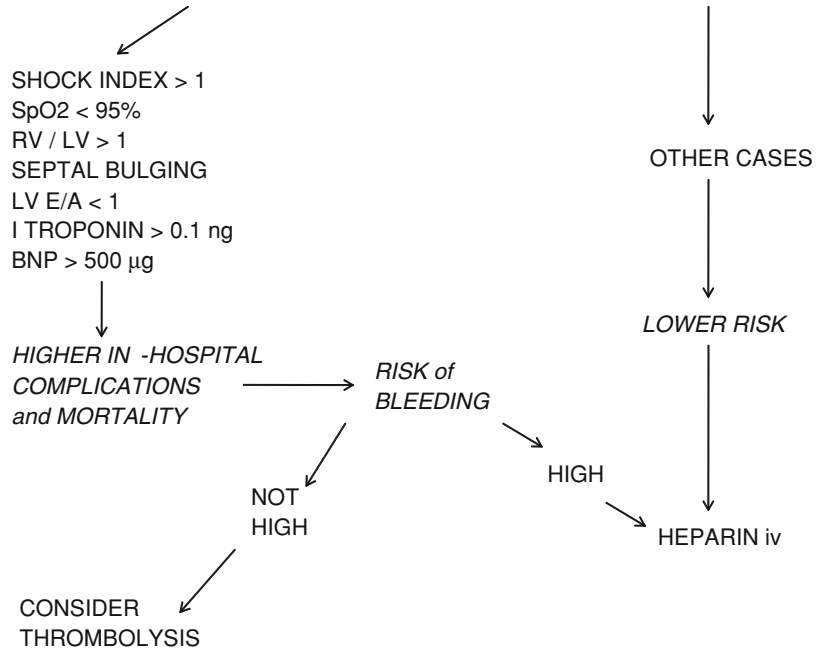 SHOCK INDEX > 1
SpO2 < 95%
RV / LV > 1
SEPTAL BULGING
LV E/A < 1
I TROPONIN > 0.1 ng
BNP > 500 μg
OTHER CASES
LOWER RISK
HIGHER IN -HOSPITAL
COMPLICATIONS
and MORTALITY
RISK of
BLEEDING
HIGH
NOT
HIGH
HEPARIN iv
CONSIDER
THROMBOLYSIS